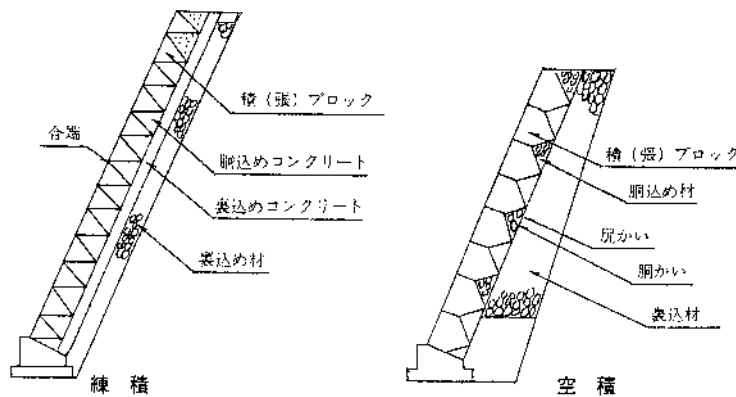 積（張）ブロック
合端
胴込めコンクリート
裏込めコンクリート
裏込め材
練積
積（張）ブロック
胴込め材
尻かい
胴かい
裏込材
空積